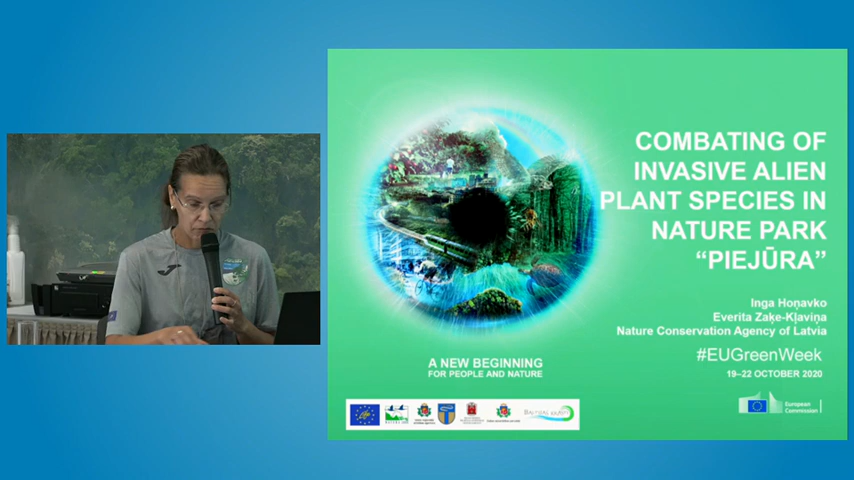 COMBATING OF
INVASIVE ALIEN
PLANT SPECIES IN
NATURE PARK
“PIEJŪRA”
Inga Hoņavko
Everita Zaķe-Kļaviņa
Nature Conservation Agency of Latvia
#EUGreenWeek
19–22 OCTOBER 2020
A NEW BEGINNING
FOR PEOPLE AND NATURE
European
Commission